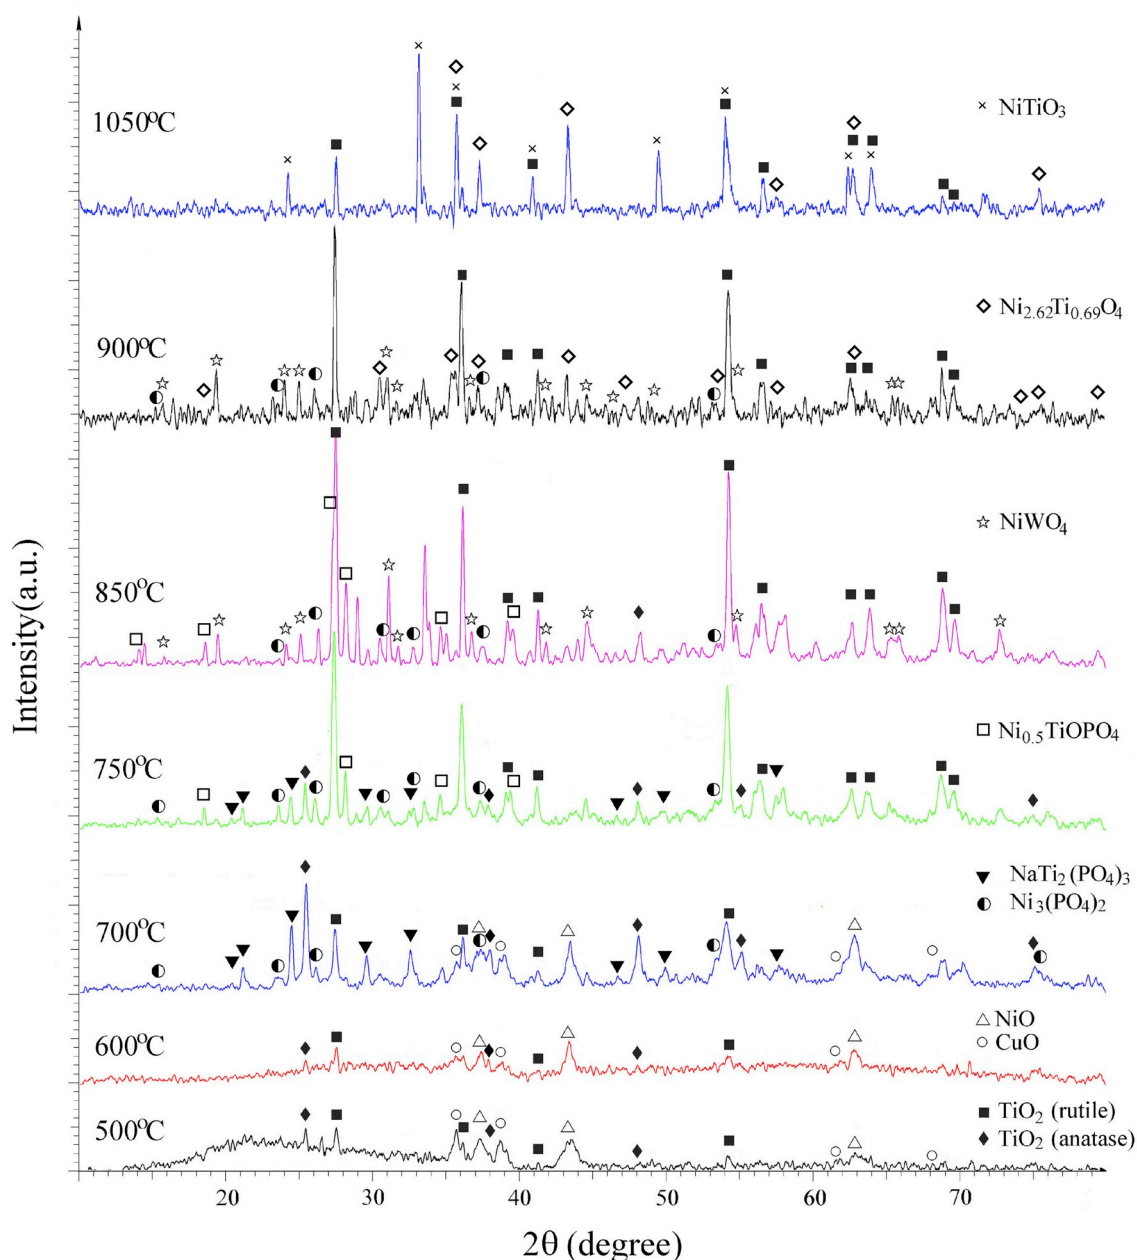 1050°C
NiTiO3
900°C
Ni2.62Ti0.69O4
850°C
NiWO4
750°C
Ni0.5TiOPO4
700°C
NaTi2(PO4)3
Ni3(PO4)2
600°C
NiO
CuO
500°C
TiO2 (rutile)
TiO2 (anatase)
Intensity(a.u.)
20 30 40 50 60 70
2θ (degree)